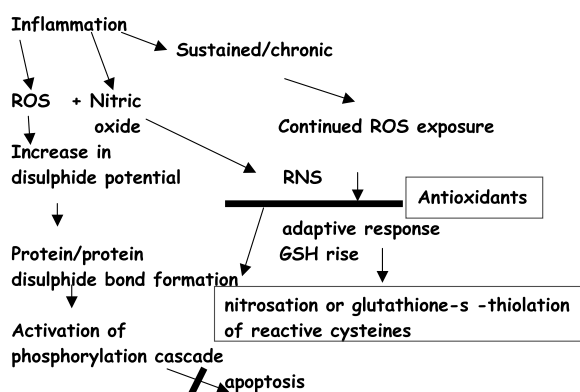 Inflammation
Sustained/chronic
ROS + Nitric
oxide
Continued ROS exposure
Increase in
disulphide potential
RNS
Antioxidants
adaptive response
GSH rise
Protein/protein
disulphide bond formation
nitrosation or glutathione-s -thiolation
of reactive cysteines
Activation of
phosphorylation cascade
apoptosis